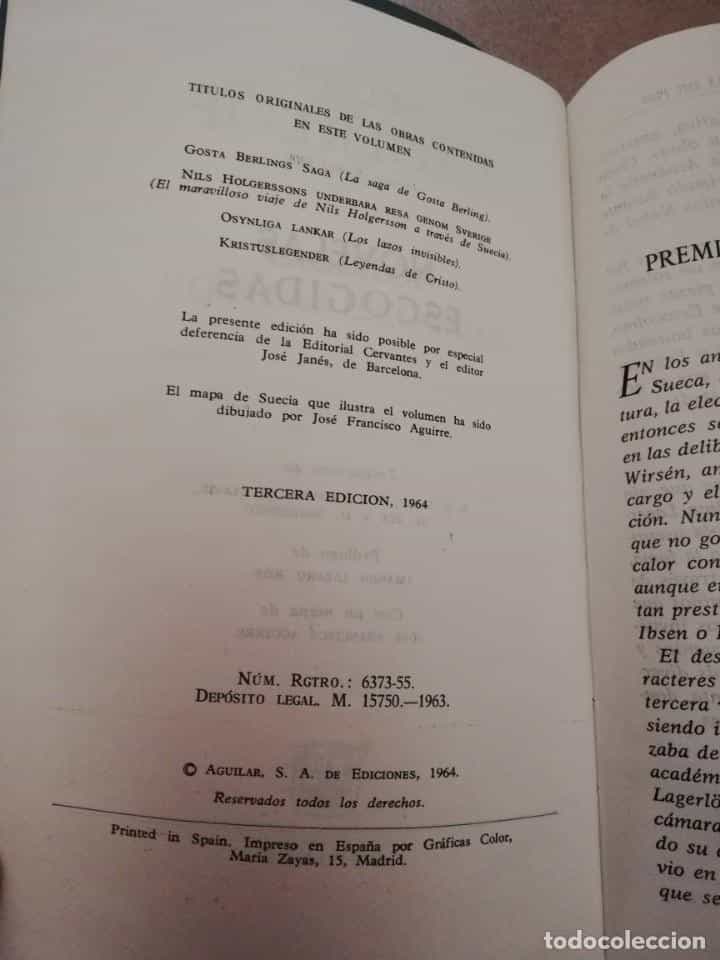 TITULOS ORIGINALES DE LAS OBRAS CONTENIDAS
EN ESTE VOLUMEN
GOSTA BERLINGS SAGA (La saga de Gosta Berling).
NILS HOLGERSSONS UNDERBARA RESA GENOM SVERIGE
(El maravilloso viaje de Nils Holgersson a través de Suecia).
OSYNLIGA LANKAR (Los lazos invisibles).
KRISTUSLEGENDER (Leyendas de Cristo).
ESCOGIDAS
La presente edición ha sido posible por especial
deferencia de la Editorial Cervantes y el editor
José Janés, de Barcelona.
El mapa de Suecia que ilustra el volumen ha sido
dibujado por José Francisco Aguirre.
TERCERA EDICION, 1964
NÚM. RGTRO.: 6373-55.
DEPÓSITO LEGAL. M. 15750.—1963.
© AGUILAR, S. A. DE EDICIONES, 1964.
Reservados todos los derechos.
Printed in Spain. Impreso en España por Gráficas Color,
María Zayas, 15, Madrid.
PREMI
EN los an
Sueca,
tura, la elec
entonces se
en las delib
Wirsén, an
cargo y el
ción. Nun
que no go
calor con
aunque en
tan prest
Ibsen o
El des
racteres
tercera
siendo i
zaba de
académ
Lagerlö
cámara
do su
vio en
que se
todocoleccion